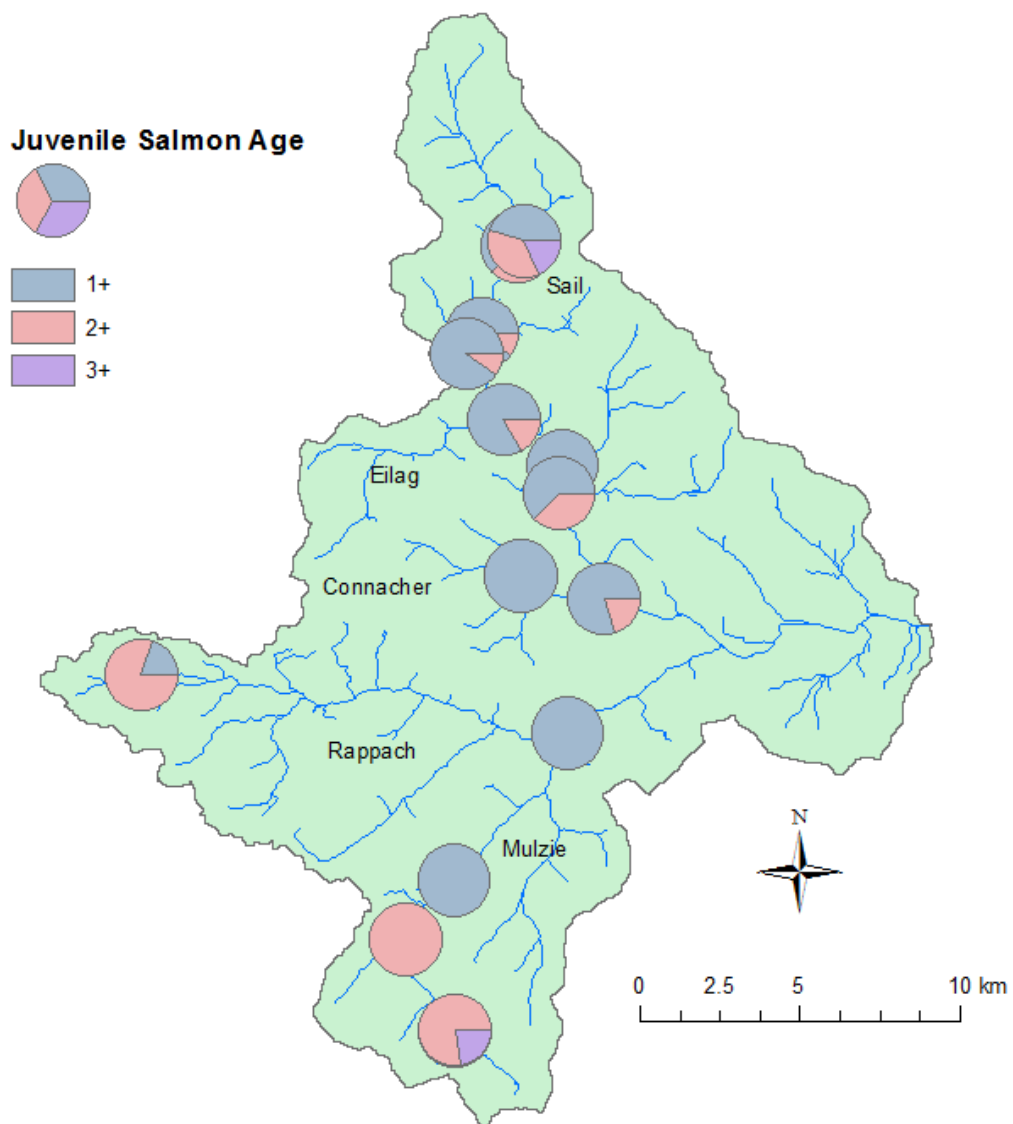 Juvenile Salmon Age
1+
2+
3+
Sail
Eilag
Connacher
Rappach
Mulzie
N
0 2.5 5 10 km